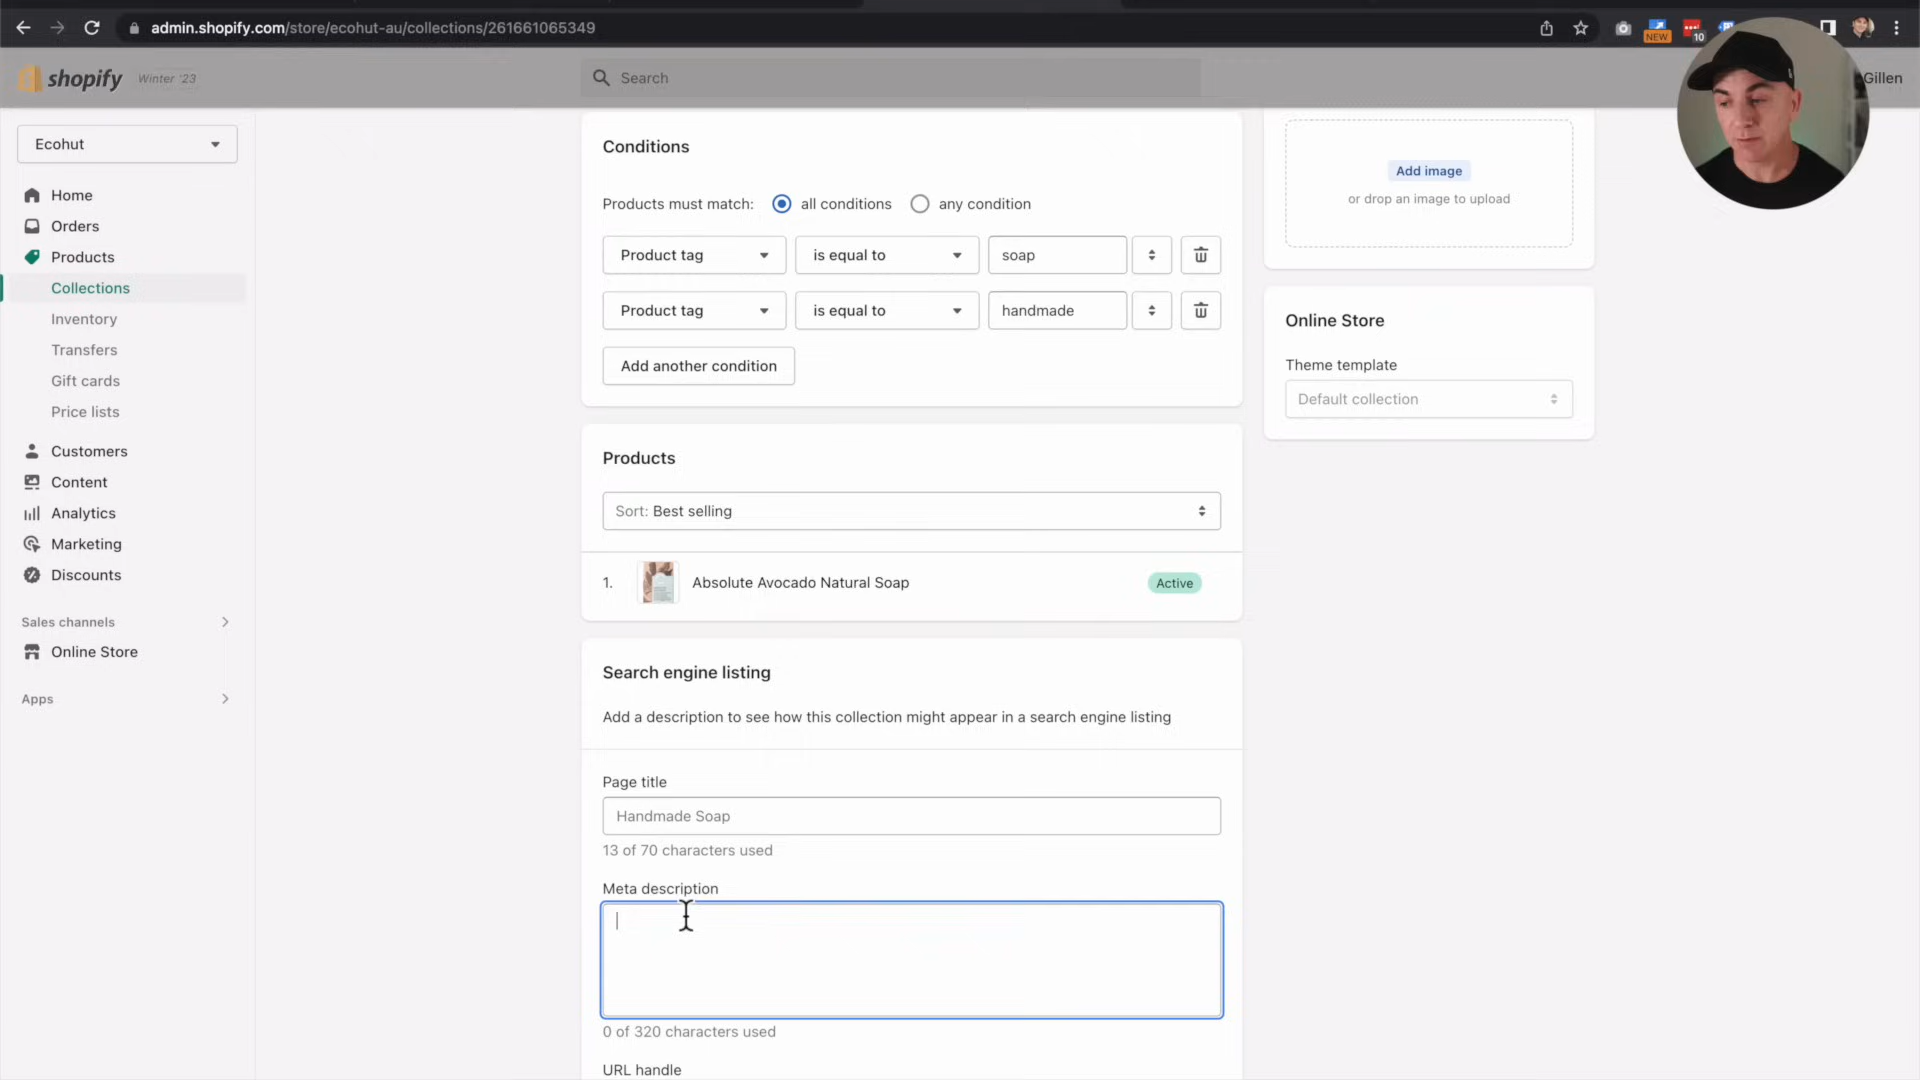 admin.shopify.com/store/ecohut-au/collections/261661065349
NEW
10
shopify Winter '23
Search
Gillen
Ecohut
Home
Orders
Products
Collections
Inventory
Transfers
Gift cards
Price lists
Customers
Content
Analytics
Marketing
Discounts
Sales channels
Online Store
Apps
Conditions
Products must match: all conditions any condition
Product tag is equal to soap
Product tag is equal to handmade
Add another condition
Products
Sort: Best selling
1. Absolute Avocado Natural Soap Active
Search engine listing
Add a description to see how this collection might appear in a search engine listing
Page title
Handmade Soap
13 of 70 characters used
Meta description
0 of 320 characters used
URL handle
Add image
or drop an image to upload
Online Store
Theme template
Default collection